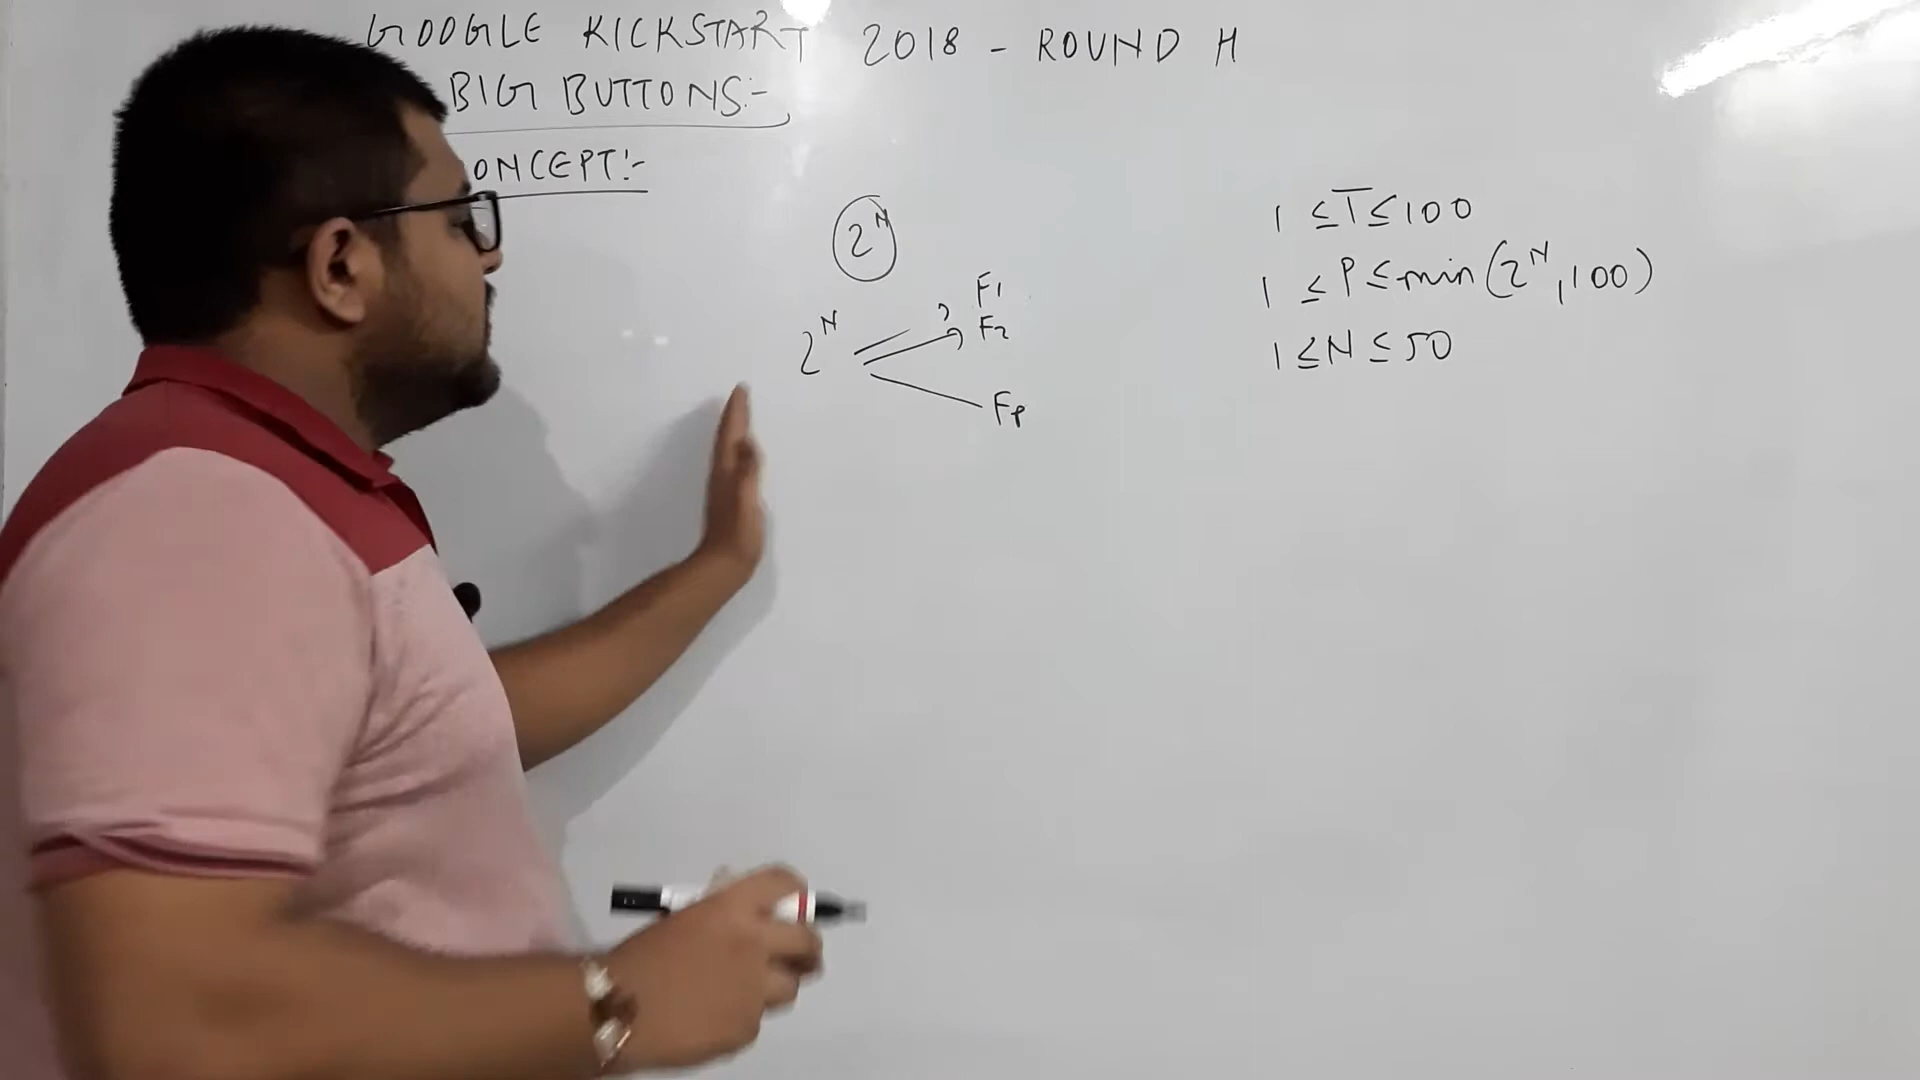 GOOGLE KICKSTART 2018 - ROUND H
BIG BUTTONS:-
ONCEPT:-
2^N
2^N
F1
F2
Fp
1 ≤ T ≤ 100
1 ≤ P ≤ min(2^N, 100)
1 ≤ N ≤ 50